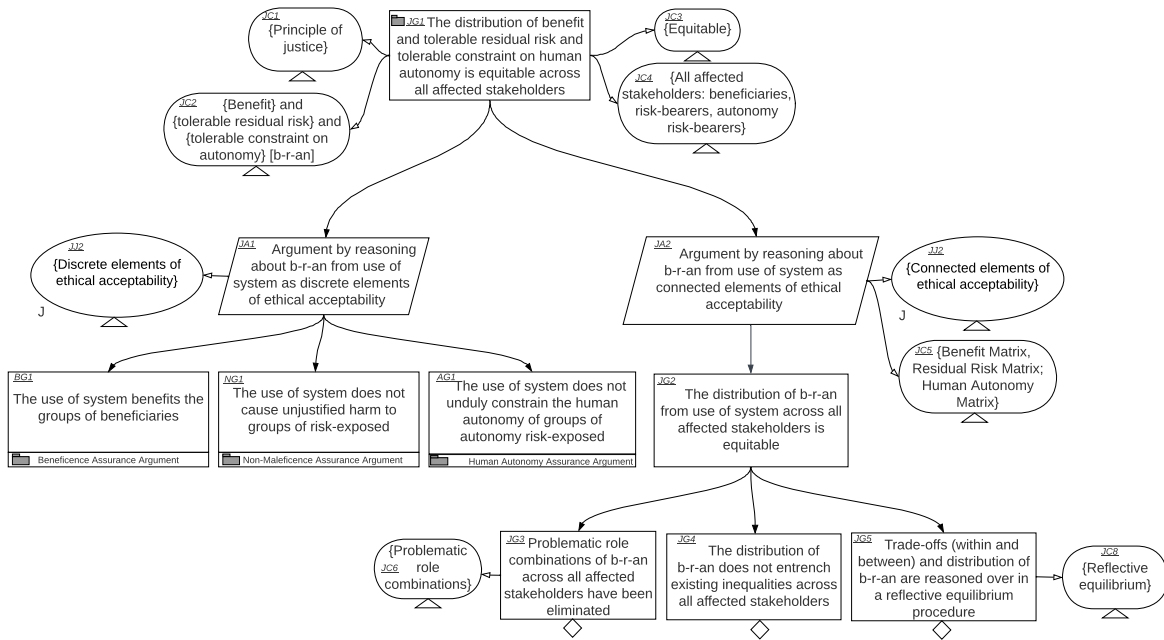 JC1
{Principle of
justice}
JG1 The distribution of benefit
and tolerable residual risk and
tolerable constraint on human
autonomy is equitable across
all affected stakeholders
JC3
{Equitable}
JC2
{Benefit} and
{tolerable residual risk} and
{tolerable constraint on
autonomy} [b-r-an]
JC4 {All affected
stakeholders: beneficiaries,
risk-bearers, autonomy
risk-bearers}
JJ2
{Discrete elements of
ethical acceptability}
J
JA1 Argument by reasoning
about b-r-an from use of
system as discrete elements
of ethical acceptability
JA2 Argument by reasoning
about b-r-an from use of system as
connected elements of ethical
acceptability
JJ2
{Connected elements of
ethical acceptability}
J
JC5 {Benefit Matrix,
Residual Risk Matrix;
Human Autonomy
Matrix}
BG1
The use of system benefits the
groups of beneficiaries
Beneficence Assurance Argument
NG1
The use of system does not
cause unjustified harm to
groups of risk-exposed
Non-Maleficence Assurance Argument
AG1
The use of system does not
unduly constrain the human
autonomy of groups of
autonomy risk-exposed
Human Autonomy Assurance Argument
JG2
The distribution of b-r-an
from use of system across all
affected stakeholders is
equitable
{Problematic
JC6 role
combinations}
JG3 Problematic role
combinations of b-r-an
across all affected
stakeholders have been
eliminated
JG4
The distribution of
b-r-an does not entrench
existing inequalities across
all affected stakeholders
JG5 Trade-offs (within and
between) and distribution of
b-r-an are reasoned over in
a reflective equilibrium
procedure
JC8
{Reflective
equilibrium}